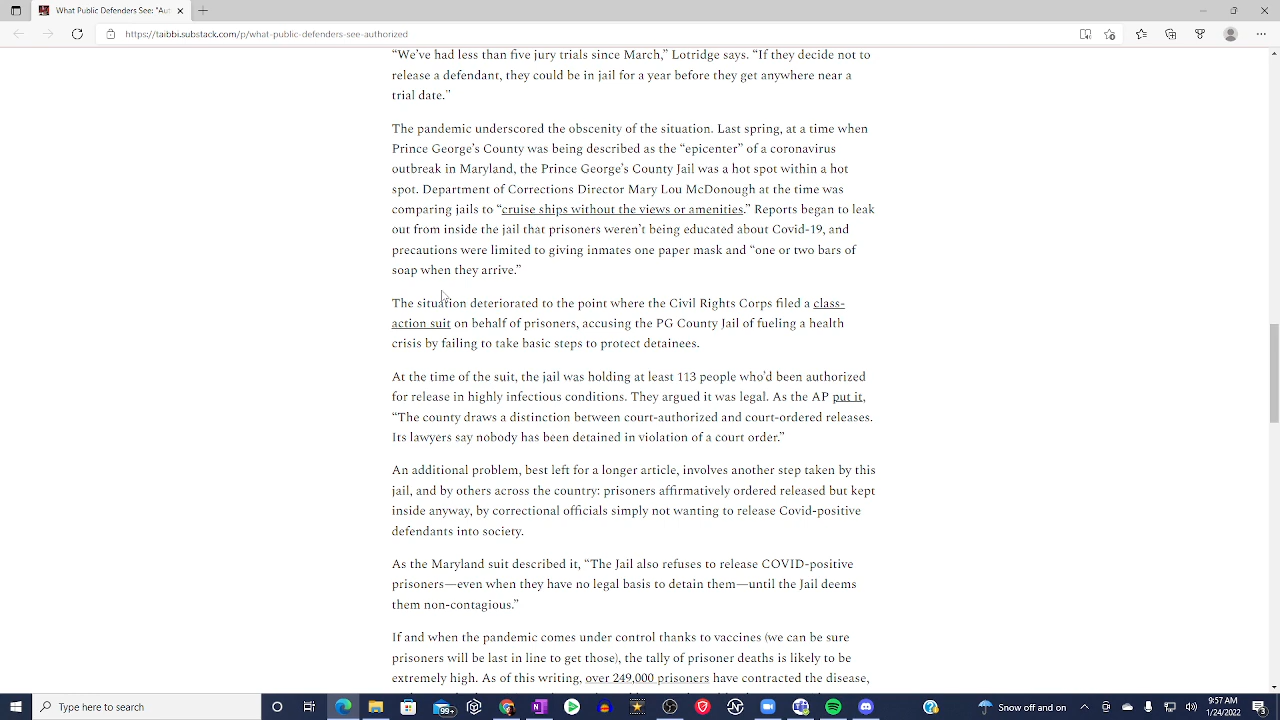 What Public Defenders See: "Aut
https://taibbi.substack.com/p/what-public-defenders-see-authorized
“We’ve had less than five jury trials since March,” Lotridge says. “If they decide not to
release a defendant, they could be in jail for a year before they get anywhere near a
trial date.”
The pandemic underscored the obscenity of the situation. Last spring, at a time when
Prince George’s County was being described as the “epicenter” of a coronavirus
outbreak in Maryland, the Prince George’s County Jail was a hot spot within a hot
spot. Department of Corrections Director Mary Lou McDonough at the time was
comparing jails to “cruise ships without the views or amenities.” Reports began to leak
out from inside the jail that prisoners weren’t being educated about Covid-19, and
precautions were limited to giving inmates one paper mask and “one or two bars of
soap when they arrive.”
The situation deteriorated to the point where the Civil Rights Corps filed a class-
action suit on behalf of prisoners, accusing the PG County Jail of fueling a health
crisis by failing to take basic steps to protect detainees.
At the time of the suit, the jail was holding at least 113 people who’d been authorized
for release in highly infectious conditions. They argued it was legal. As the AP put it,
“The county draws a distinction between court-authorized and court-ordered releases.
Its lawyers say nobody has been detained in violation of a court order.”
An additional problem, best left for a longer article, involves another step taken by this
jail, and by others across the country: prisoners affirmatively ordered released but kept
inside anyway, by correctional officials simply not wanting to release Covid-positive
defendants into society.
As the Maryland suit described it, “The Jail also refuses to release COVID-positive
prisoners—even when they have no legal basis to detain them—until the Jail deems
them non-contagious.”
If and when the pandemic comes under control thanks to vaccines (we can be sure
prisoners will be last in line to get those), the tally of prisoner deaths is likely to be
extremely high. As of this writing, over 249,000 prisoners have contracted the disease,
Type here to search
99+
Snow off and on
9:57 AM
1/24/2022